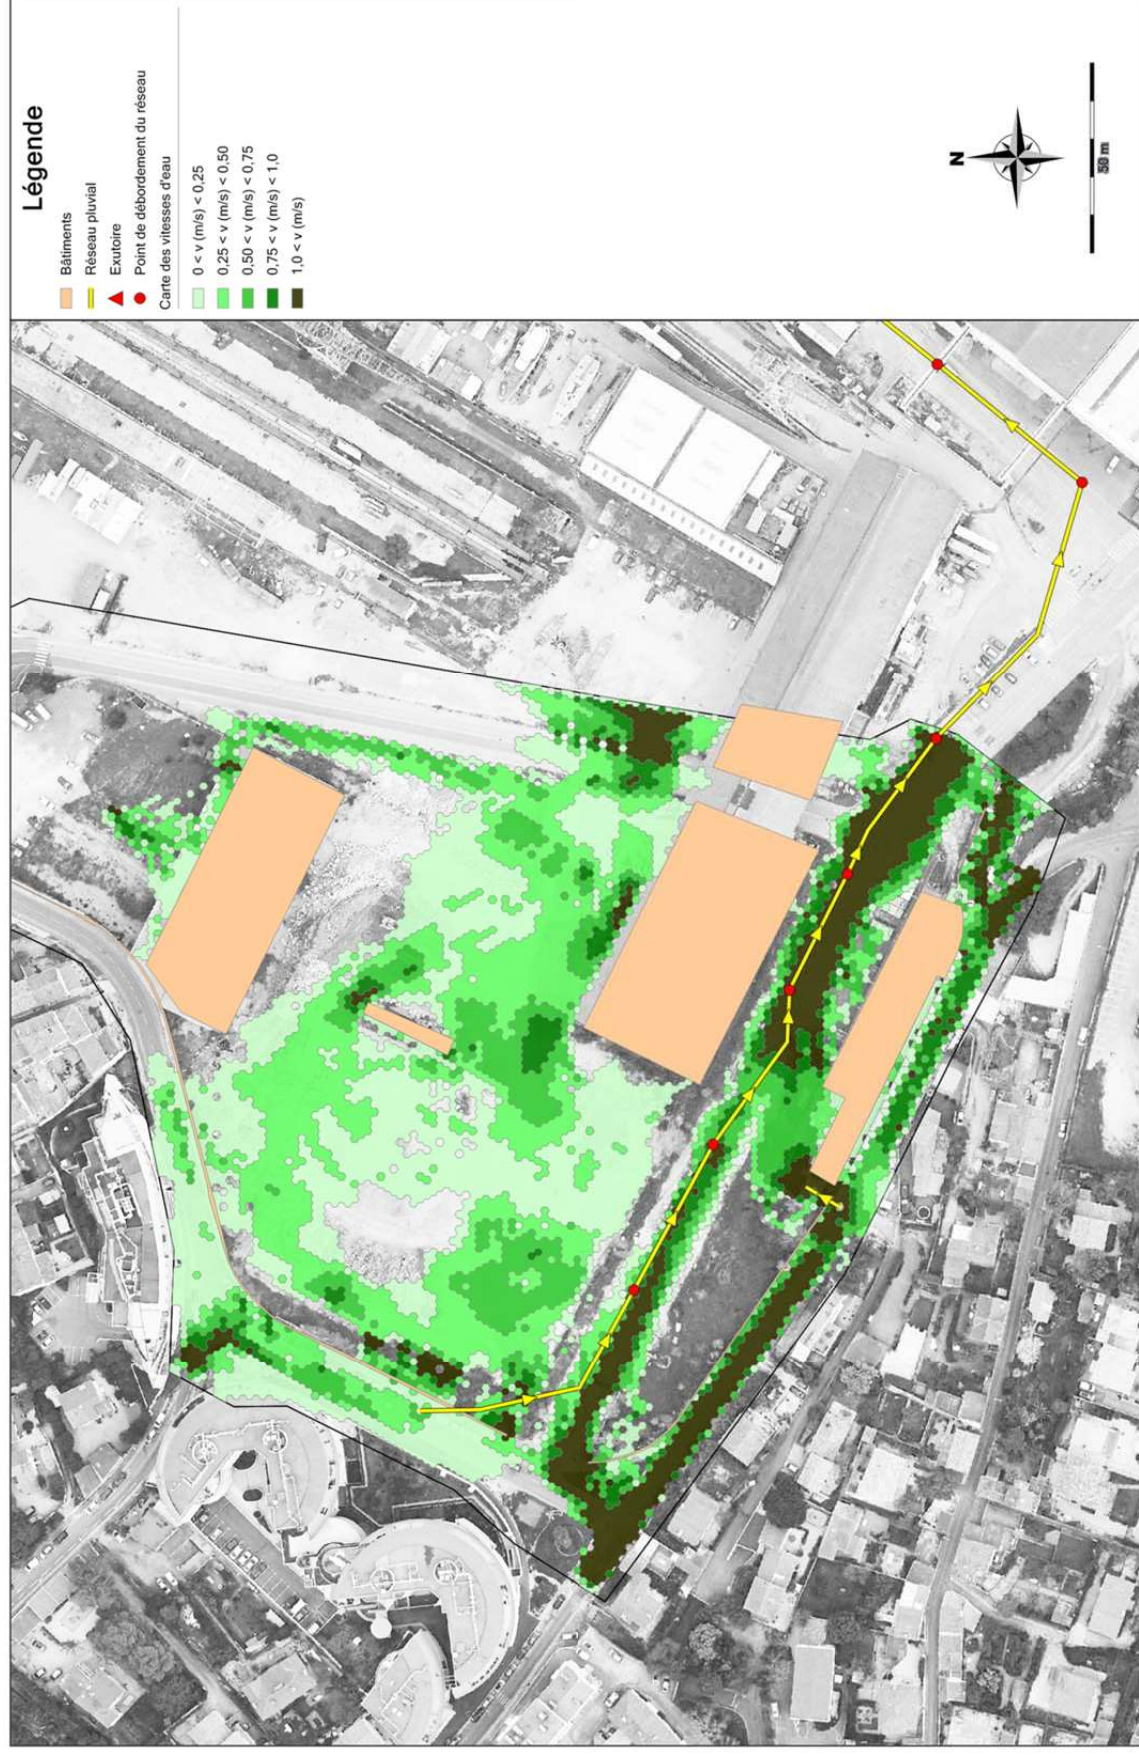 Légende
Bâtiments
Réseau pluvial
Exutoire
Point de débordement du réseau
Carte des vitesses d'eau
0 < v (m/s) < 0,25
0,25 < v (m/s) < 0,50
0,50 < v (m/s) < 0,75
0,75 < v (m/s) < 1,0
1,0 < v (m/s)
N
50 m